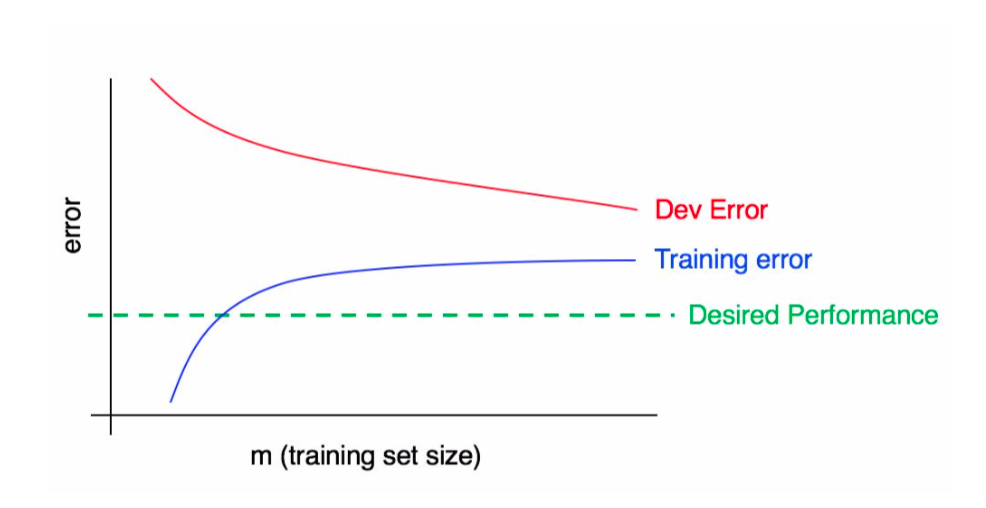 error
Dev Error
Training error
Desired Performance
m (training set size)